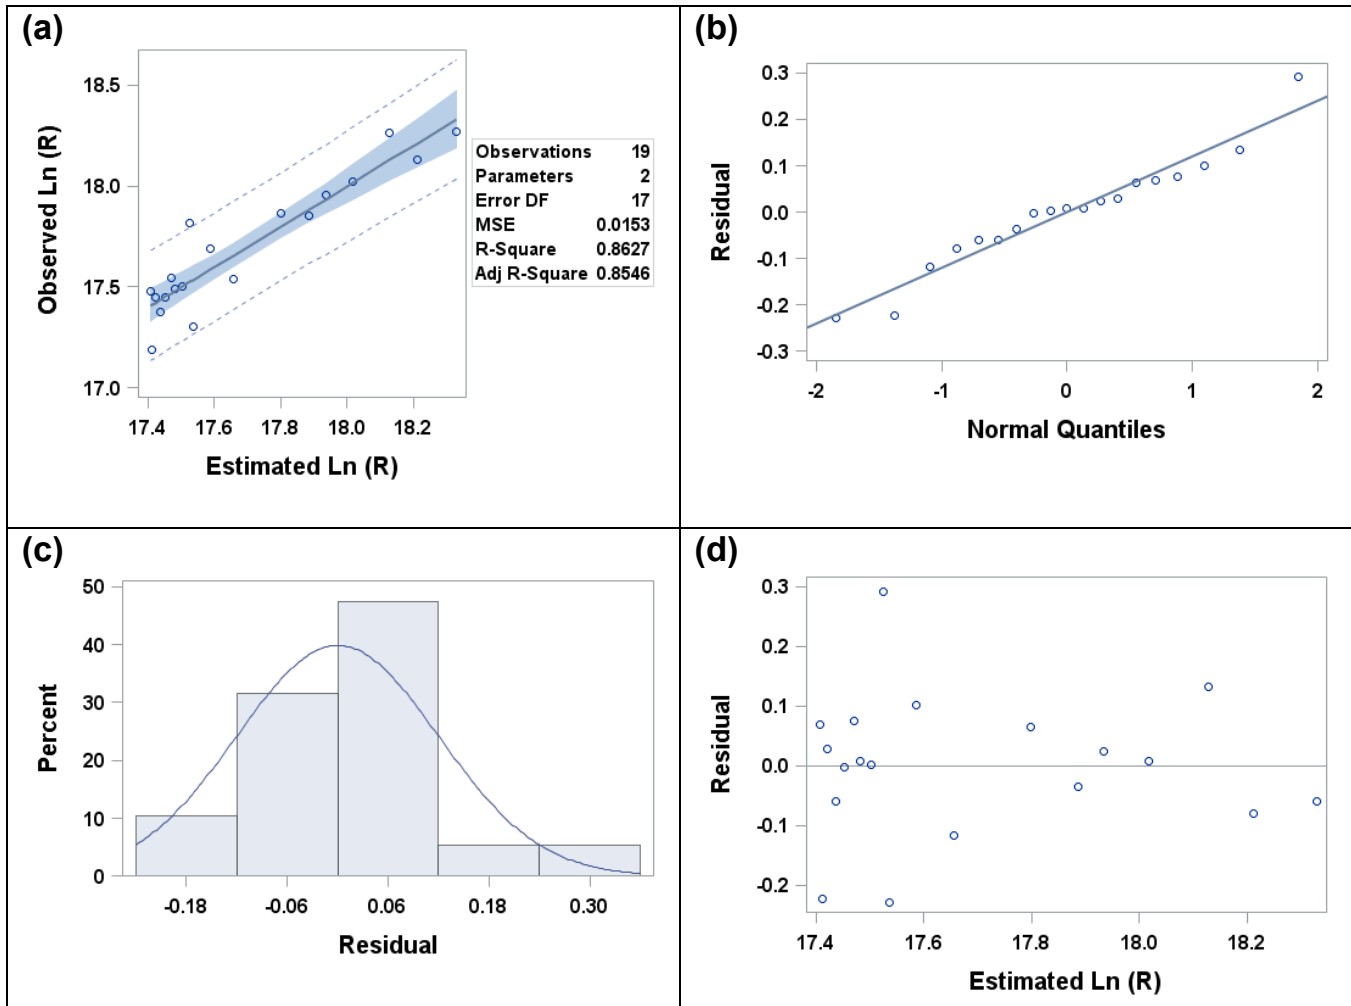 (a)
Observed Ln (R)
18.5
18.0
17.5
17.0
17.4 17.6 17.8 18.0 18.2
Estimated Ln (R)
Observations 19
Parameters 2
Error DF 17
MSE 0.0153
R-Square 0.8627
Adj R-Square 0.8546
(b)
Residual
0.3
0.2
0.1
0.0
-0.1
-0.2
-0.3
-2 -1 0 1 2
Normal Quantiles
(c)
Percent
50
40
30
20
10
0
-0.18 -0.06 0.06 0.18 0.30
Residual
(d)
Residual
0.3
0.2
0.1
0.0
-0.1
-0.2
17.4 17.6 17.8 18.0 18.2
Estimated Ln (R)